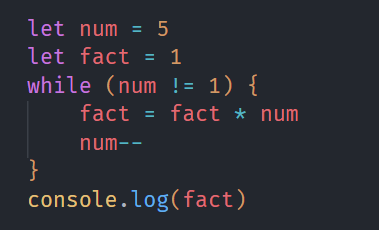 let num = 5
let fact = 1
while (num != 1) {
    fact = fact * num
    num--
}
console.log(fact)